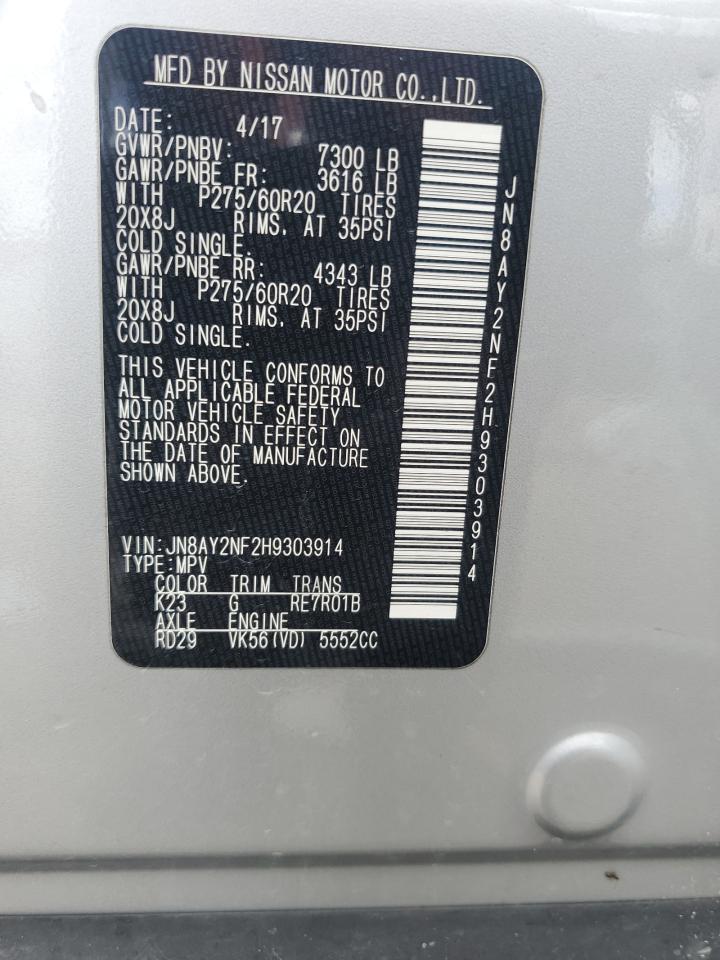 MFD BY NISSAN MOTOR CO.,LTD.
DATE: 4/17
GVWR/PNBV: 7300 LB
GAWR/PNBE FR: 3616 LB
WITH P275/60R20 TIRES
20X8J RIMS. AT 35PSI
COLD SINGLE.
GAWR/PNBE RR: 4343 LB
WITH P275/60R20 TIRES
20X8J RIMS. AT 35PSI
COLD SINGLE.
THIS VEHICLE CONFORMS TO
ALL APPLICABLE FEDERAL
MOTOR VEHICLE SAFETY
STANDARDS IN EFFECT ON
THE DATE OF MANUFACTURE
SHOWN ABOVE.
VIN:JN8AY2NF2H9303914
TYPE:MPV
COLOR TRIM TRANS
K23 G RE7R01B
AXLE ENGINE
RD29 VK56(VD) 5552CC
JN8AY2NF2H9303914